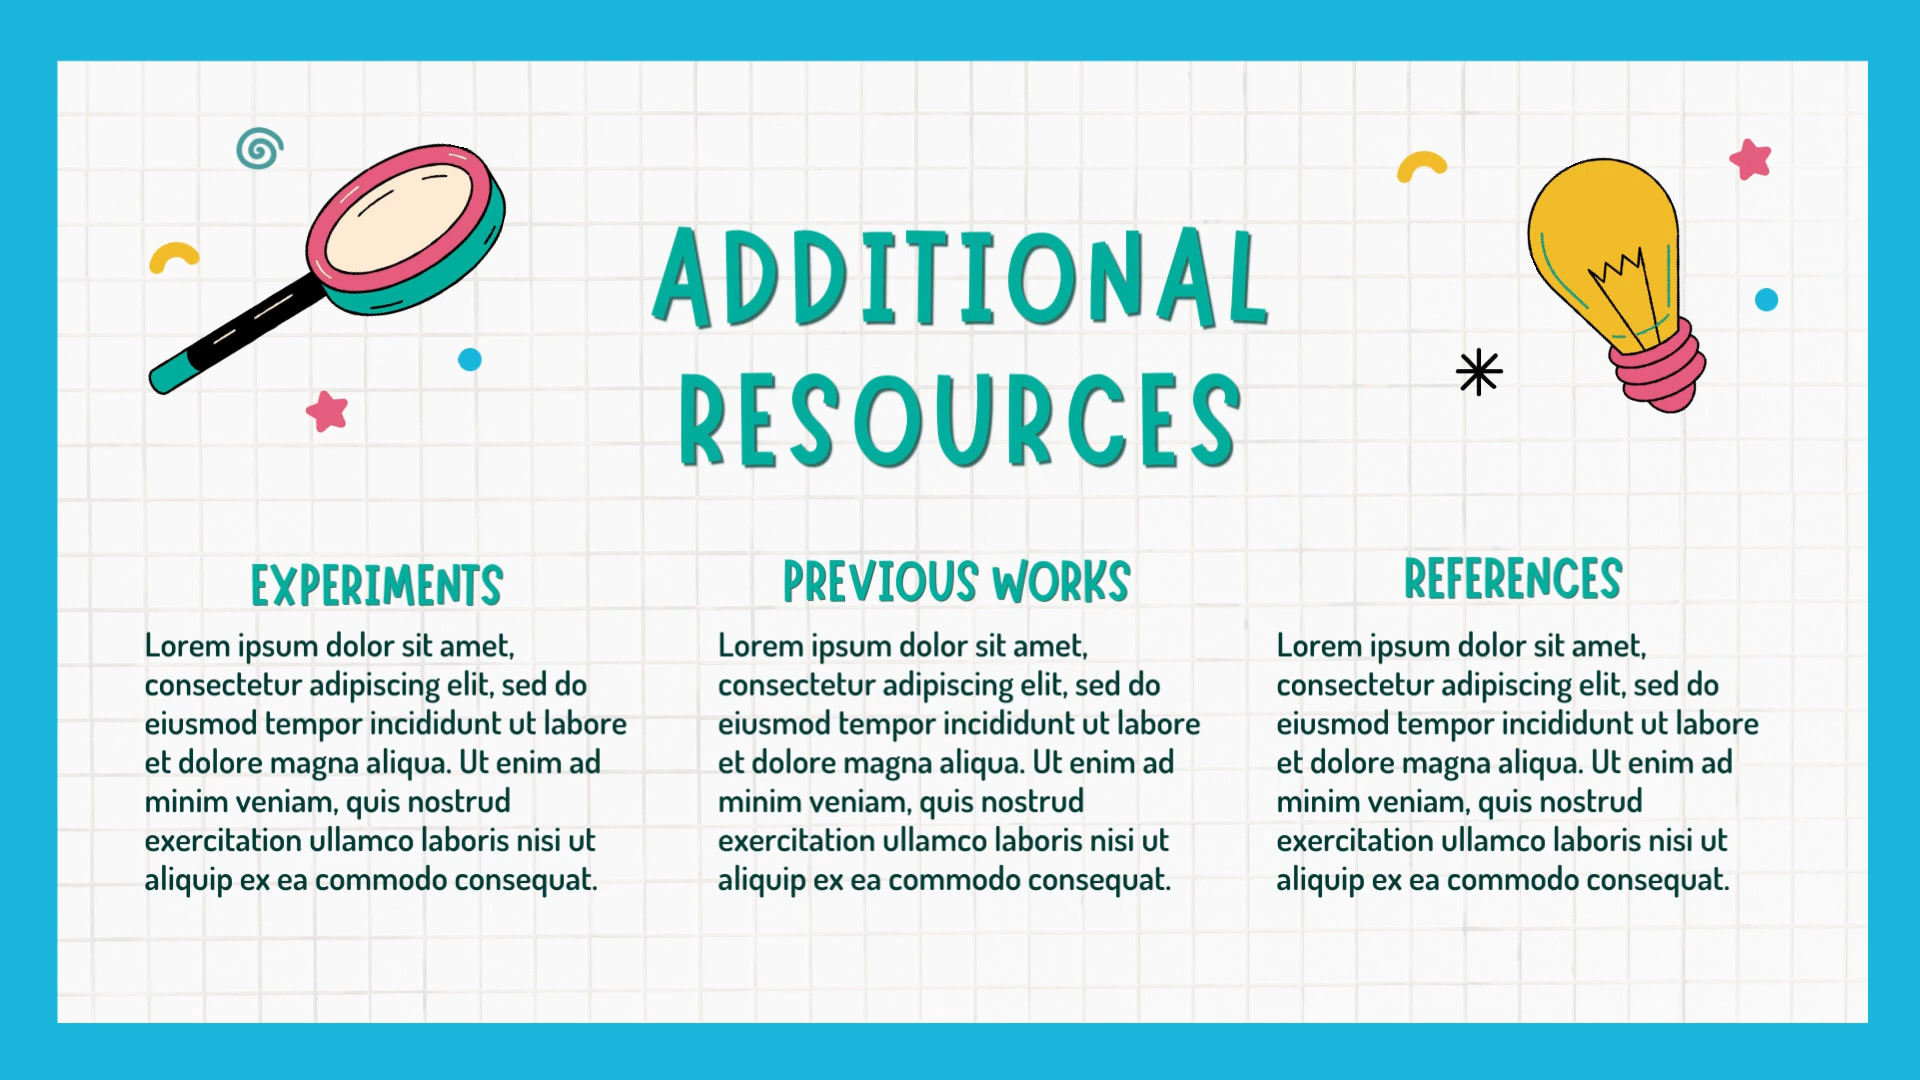 ADDITIONAL
RESOURCES
EXPERIMENTS
Lorem ipsum dolor sit amet,
consectetur adipiscing elit, sed do
eiusmod tempor incididunt ut labore
et dolore magna aliqua. Ut enim ad
minim veniam, quis nostrud
exercitation ullamco laboris nisi ut
aliquip ex ea commodo consequat.
PREVIOUS WORKS
Lorem ipsum dolor sit amet,
consectetur adipiscing elit, sed do
eiusmod tempor incididunt ut labore
et dolore magna aliqua. Ut enim ad
minim veniam, quis nostrud
exercitation ullamco laboris nisi ut
aliquip ex ea commodo consequat.
REFERENCES
Lorem ipsum dolor sit amet,
consectetur adipiscing elit, sed do
eiusmod tempor incididunt ut labore
et dolore magna aliqua. Ut enim ad
minim veniam, quis nostrud
exercitation ullamco laboris nisi ut
aliquip ex ea commodo consequat.